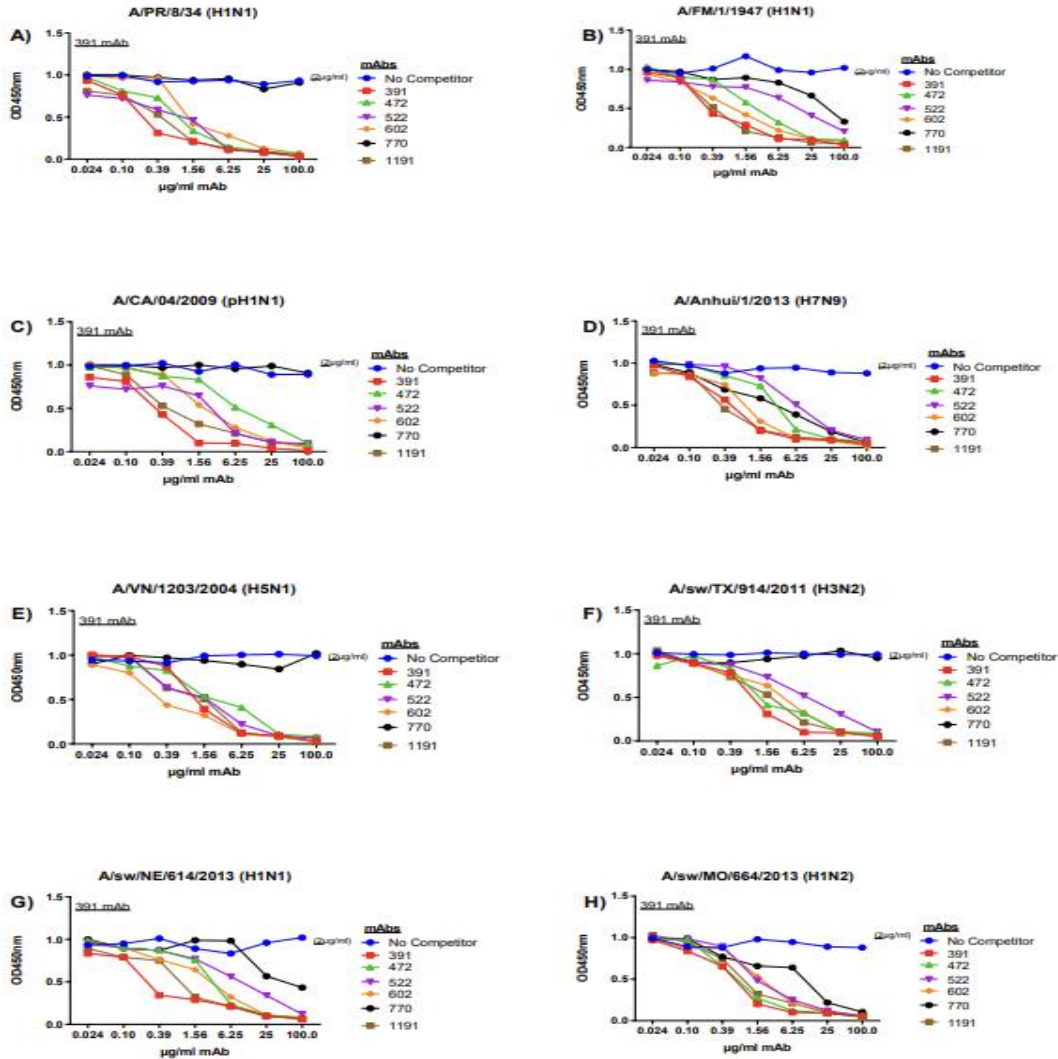 A/PR/8/34 (H1N1)
A)
391 mAb
OD450nm
1.5
1.0
0.5
0.0
0.024 0.10 0.39 1.56 6.25 25 100.0
µg/ml mAb
(2µg/ml)
mAbs
No Competitor
391
472
522
602
770
1191
A/FM/1/1947 (H1N1)
B)
391 mAb
OD450nm
1.5
1.0
0.5
0.0
0.024 0.10 0.39 1.56 6.25 25 100.0
µg/ml mAb
(2µg/ml)
mAbs
No Competitor
391
472
522
602
770
1191
A/CA/04/2009 (pH1N1)
C)
391 mAb
OD450nm
1.5
1.0
0.5
0.0
0.024 0.10 0.39 1.56 6.25 25 100.0
µg/ml mAb
(2µg/ml)
mAbs
No Competitor
391
472
522
602
770
1191
A/Anhui/1/2013 (H7N9)
D)
391 mAb
OD450nm
1.5
1.0
0.5
0.0
0.024 0.10 0.39 1.56 6.25 25 100.0
µg/ml mAb
(2µg/ml)
mAbs
No Competitor
391
472
522
602
770
1191
A/VN/1203/2004 (H5N1)
E)
391 mAb
OD450nm
1.5
1.0
0.5
0.0
0.024 0.10 0.39 1.56 6.25 25 100.0
µg/ml mAb
(2µg/ml)
mAbs
No Competitor
391
472
522
602
770
1191
A/sw/TX/914/2011 (H3N2)
F)
391 mAb
OD450nm
1.5
1.0
0.5
0.0
0.024 0.10 0.39 1.56 6.25 25 100.0
µg/ml mAb
(2µg/ml)
mAbs
No Competitor
391
472
522
602
770
1191
A/sw/NE/614/2013 (H1N1)
G)
391 mAb
OD450nm
1.5
1.0
0.5
0.0
0.024 0.10 0.39 1.56 6.25 25 100.0
µg/ml mAb
(2µg/ml)
mAbs
No Competitor
391
472
522
602
770
1191
A/sw/MO/664/2013 (H1N2)
H)
391 mAb
OD450nm
1.5
1.0
0.5
0.0
0.024 0.10 0.39 1.56 6.25 25 100.0
µg/ml mAb
(2µg/ml)
mAbs
No Competitor
391
472
522
602
770
1191